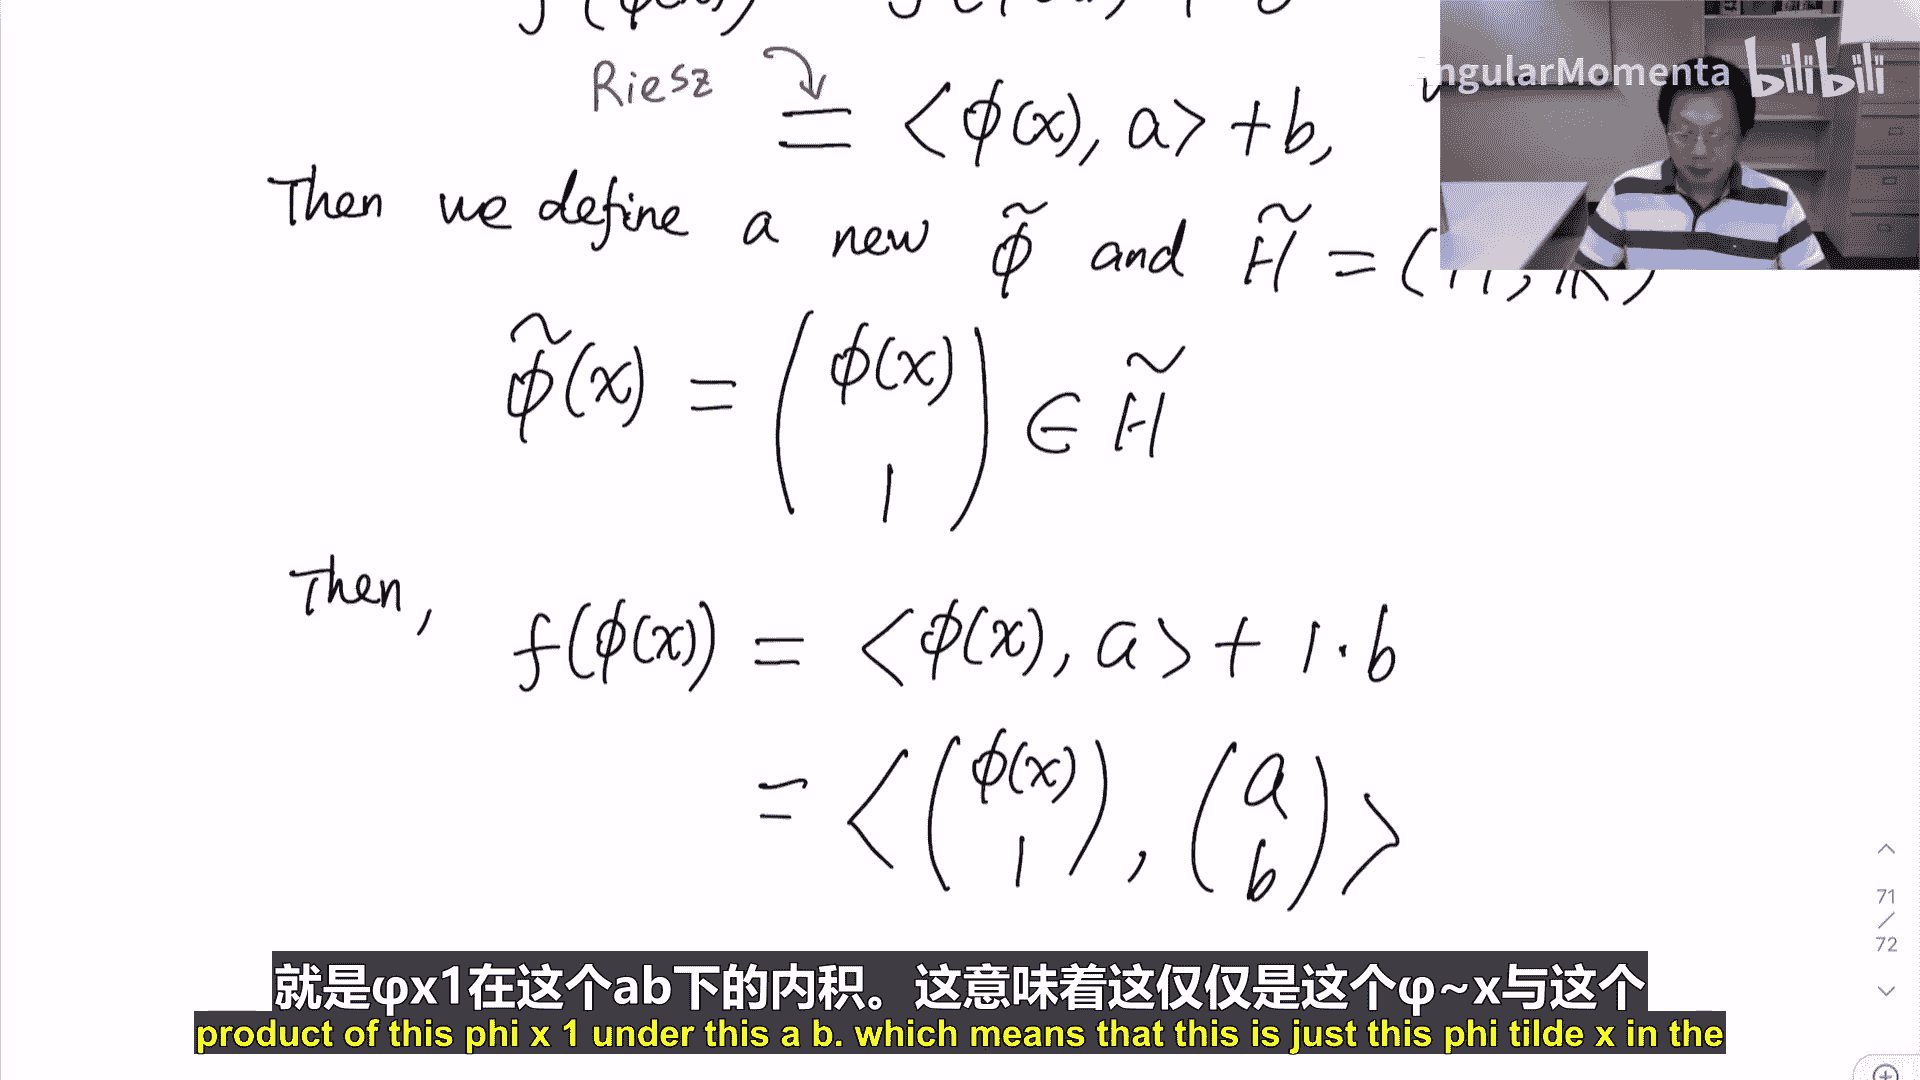 Riesz
= <ϕ(x), a> + b,
Then we define a new ϕ̃ and H̃ = (H, ℝ)
ϕ̃(x) = (ϕ(x) 1) ∈ H̃
Then,
f(ϕ(x)) = <ϕ(x), a> + 1·b
= <(ϕ(x) 1), (a b)>
ngularMomenta bilibili
71
/
72
就是φx1在这个ab下的内积。这意味着这仅仅是这个φ~x与这个
product of this phi x 1 under this a b. which means that this is just this phi tilde x in the